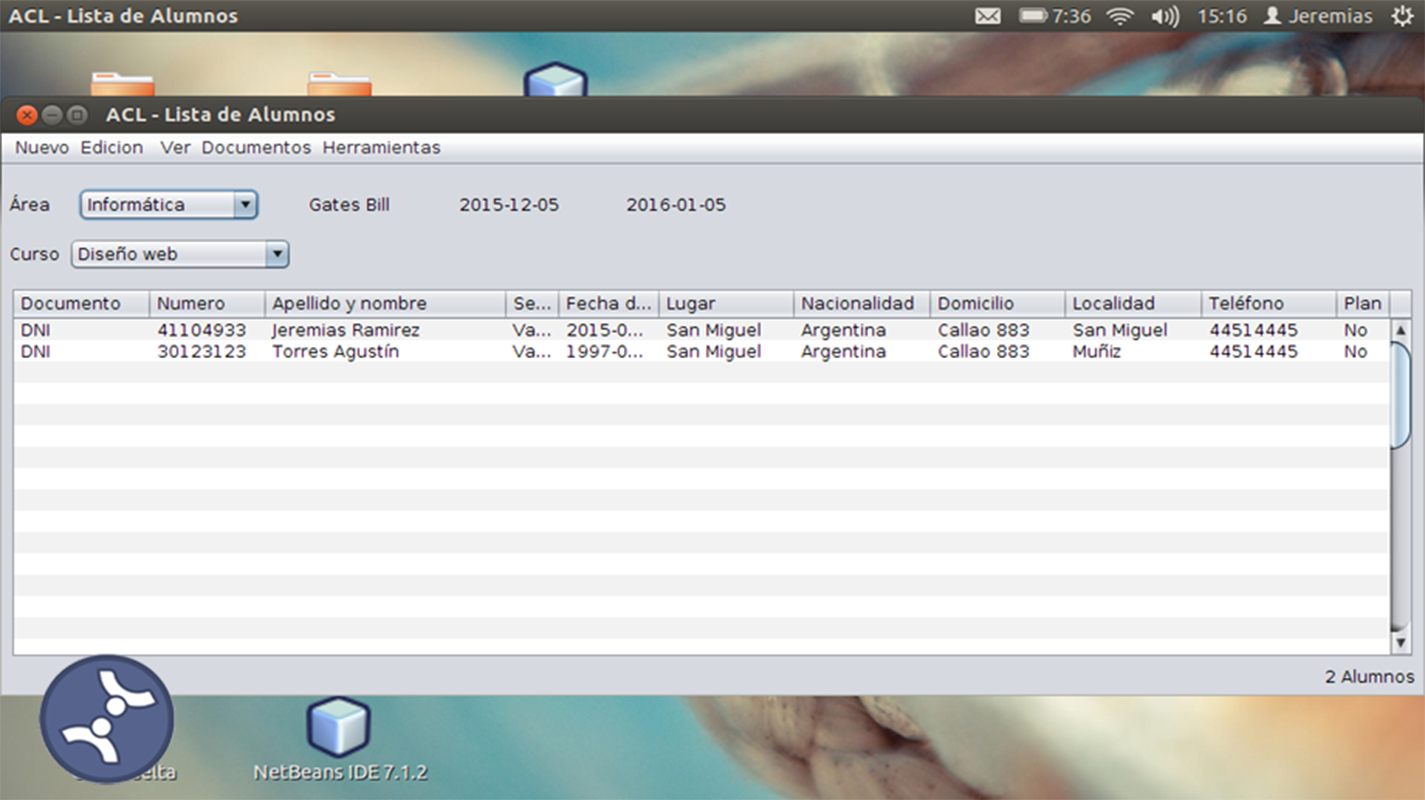 ACL - Lista de Alumnos 7:36 15:16 Jeremias
ACL - Lista de Alumnos
Nuevo Edicion Ver Documentos Herramientas
Área Informática Gates Bill 2015-12-05 2016-01-05
Curso Diseño web
Documento Numero Apellido y nombre Se... Fecha d... Lugar Nacionalidad Domicilio Localidad Teléfono Plan
DNI 41104933 Jeremias Ramirez Va... 2015-0... San Miguel Argentina Callao 883 San Miguel 44514445 No
DNI 30123123 Torres Agustín Va... 1997-0... San Miguel Argentina Callao 883 Muñiz 44514445 No
2 Alumnos
NetBeans IDE 7.1.2